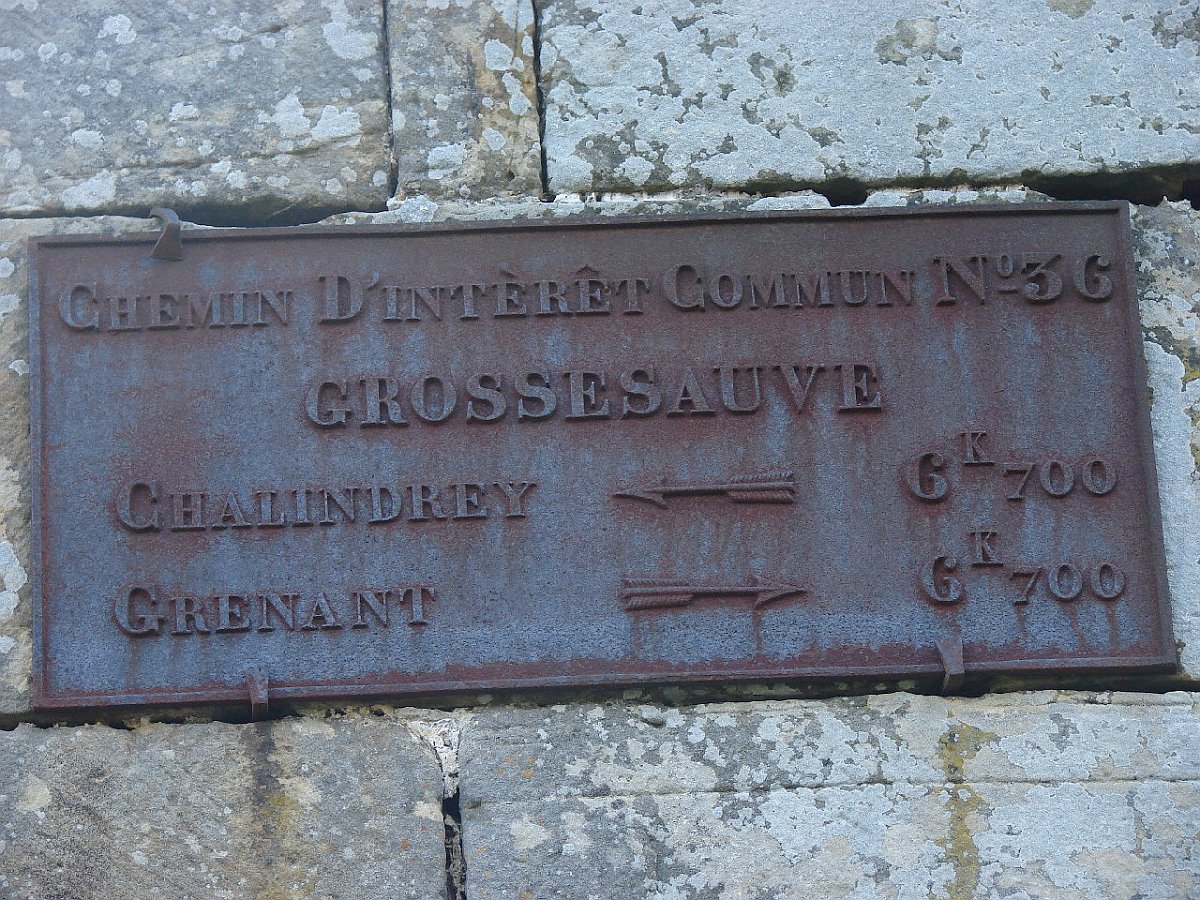 CHEMIN D'INTÈRÊT COMMUN Nº 36
GROSSESAUVE
CHALINDREY 6K700
GRENANT 6K700